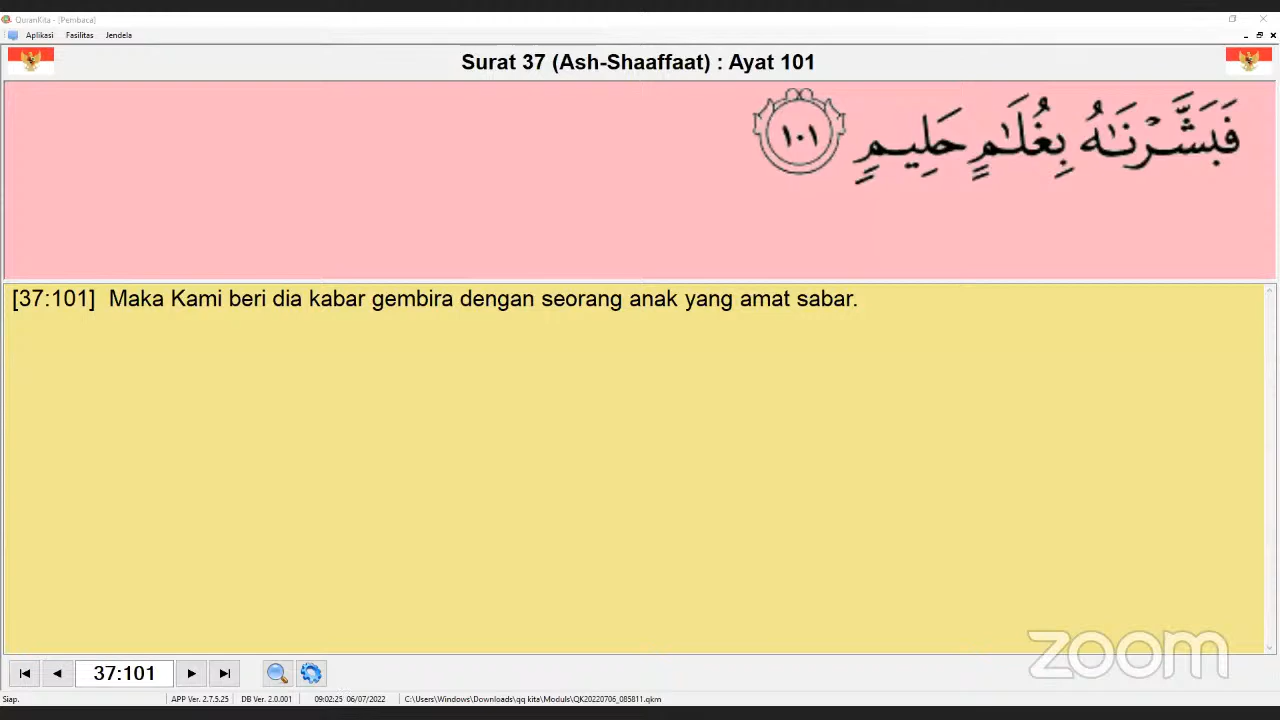 QuranKita - [Pembaca]
Aplikasi Fasilitas Jendela
Surat 37 (Ash-Shaaffaat) : Ayat 101
فَبَشَّرْنَـٰهُ بِغُلَـٰمٍ حَلِيمٍ ١٠١
[37:101] Maka Kami beri dia kabar gembira dengan seorang anak yang amat sabar.
zoom
37:101
Siap. APP Ver. 2.7.5.25 DB Ver. 2.0.001 09:02:25 06/07/2022 C:\Users\Windows\Downloads\qq kita\Moduls\QK20220706_085811.qkm